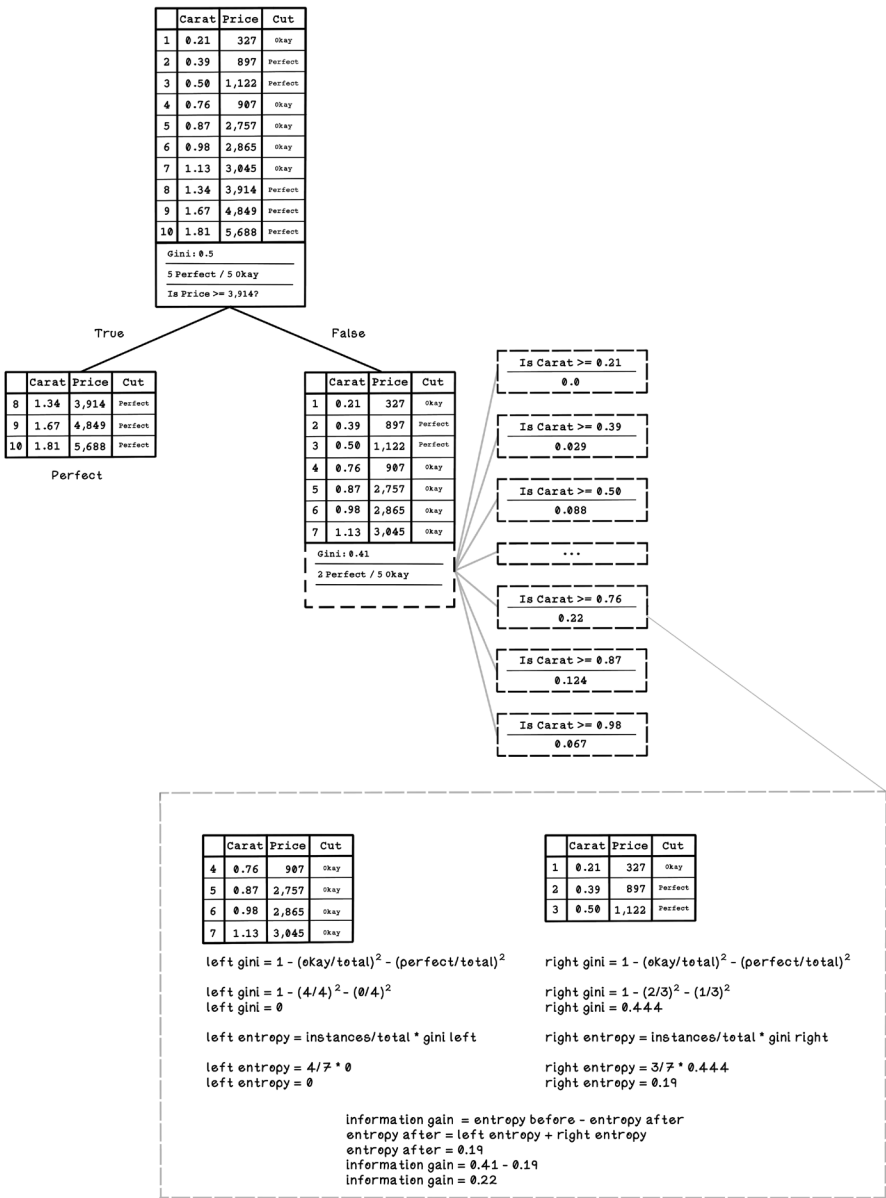 Carat Price Cut
1 0.21 327 Okay
2 0.39 897 Perfect
3 0.50 1,122 Perfect
4 0.76 907 Okay
5 0.87 2,757 Okay
6 0.98 2,865 Okay
7 1.13 3,045 Okay
8 1.34 3,914 Perfect
9 1.67 4,849 Perfect
10 1.81 5,688 Perfect
Gini: 0.5
5 Perfect / 5 Okay
Is Price >= 3,914?
True
False
Carat Price Cut
8 1.34 3,914 Perfect
9 1.67 4,849 Perfect
10 1.81 5,688 Perfect
Perfect
Carat Price Cut
1 0.21 327 Okay
2 0.39 897 Perfect
3 0.50 1,122 Perfect
4 0.76 907 Okay
5 0.87 2,757 Okay
6 0.98 2,865 Okay
7 1.13 3,045 Okay
Gini: 0.41
2 Perfect / 5 Okay
Is Carat >= 0.21
0.0
Is Carat >= 0.39
0.029
Is Carat >= 0.50
0.088
...
Is Carat >= 0.76
0.22
Is Carat >= 0.87
0.124
Is Carat >= 0.98
0.067
Carat Price Cut
4 0.76 907 Okay
5 0.87 2,757 Okay
6 0.98 2,865 Okay
7 1.13 3,045 Okay
left gini = 1 - (okay/total)² - (perfect/total)²
left gini = 1 - (4/4)² - (0/4)²
left gini = 0
left entropy = instances/total * gini left
left entropy = 4/7 * 0
left entropy = 0
Carat Price Cut
1 0.21 327 Okay
2 0.39 897 Perfect
3 0.50 1,122 Perfect
right gini = 1 - (okay/total)² - (perfect/total)²
right gini = 1 - (2/3)² - (1/3)²
right gini = 0.444
right entropy = instances/total * gini right
right entropy = 3/7 * 0.444
right entropy = 0.19
information gain = entropy before - entropy after
entropy after = left entropy + right entropy
entropy after = 0.19
information gain = 0.41 - 0.19
information gain = 0.22